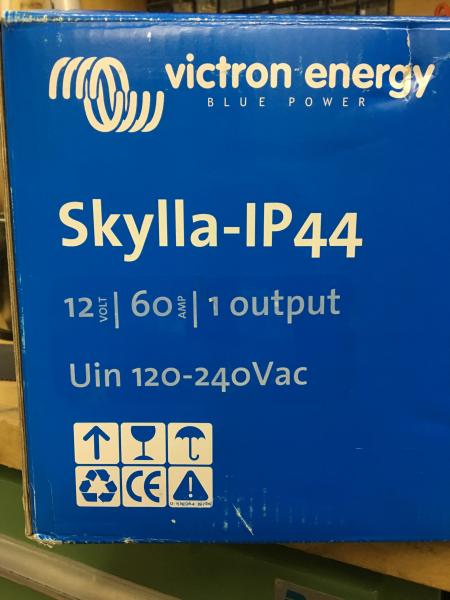 victron energy
BLUE POWER
Skylla-IP44
12 VOLT | 60 AMP | 1 output
Uin 120-240Vac
CE